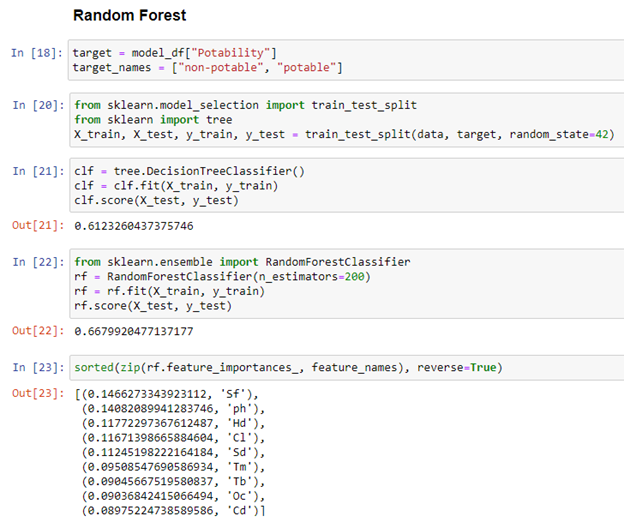 Random Forest
In [18]: target = model_df["Potability"]
target_names = ["non-potable", "potable"]
In [20]: from sklearn.model_selection import train_test_split
from sklearn import tree
X_train, X_test, y_train, y_test = train_test_split(data, target, random_state=42)
In [21]: clf = tree.DecisionTreeClassifier()
clf = clf.fit(X_train, y_train)
clf.score(X_test, y_test)
Out[21]: 0.6123260437375746
In [22]: from sklearn.ensemble import RandomForestClassifier
rf = RandomForestClassifier(n_estimators=200)
rf = rf.fit(X_train, y_train)
rf.score(X_test, y_test)
Out[22]: 0.6679920477137177
In [23]: sorted(zip(rf.feature_importances_, feature_names), reverse=True)
Out[23]: [(0.1466273343923112, 'Sf'),
(0.14082089941283746, 'ph'),
(0.11772297367612487, 'Hd'),
(0.11671398665884604, 'Cl'),
(0.11245198222164184, 'Sd'),
(0.09508547690586934, 'Tm'),
(0.09045667519580837, 'Tb'),
(0.09036842415066494, 'Oc'),
(0.08975224738589586, 'Cd')]